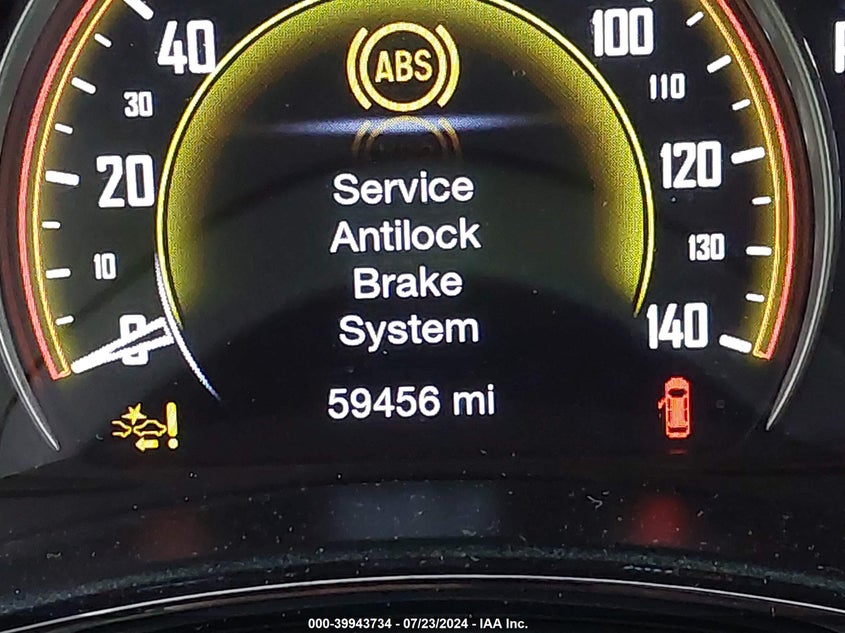 40
100
ABS
30
110
20
120
Service
Antilock
10
130
Brake
System
0
140
59456 mi
000-39943734 - 07/23/2024 - IAA Inc.